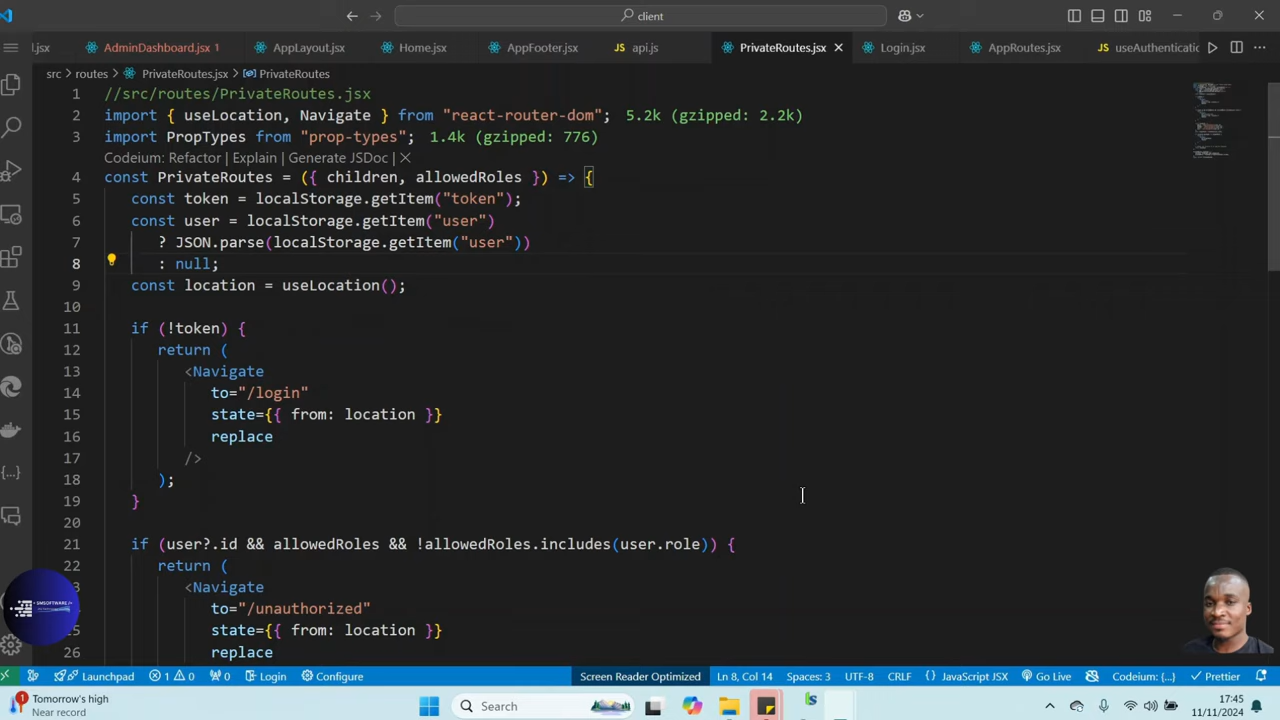 client
.jsx
AdminDashboard.jsx 1
AppLayout.jsx
Home.jsx
AppFooter.jsx
JS api.js
PrivateRoutes.jsx
Login.jsx
AppRoutes.jsx
JS useAuthenticatio
src > routes > PrivateRoutes.jsx > PrivateRoutes
1 //src/routes/PrivateRoutes.jsx
2 import { useLocation, Navigate } from "react-router-dom"; 5.2k (gzipped: 2.2k)
3 import PropTypes from "prop-types"; 1.4k (gzipped: 776)
Codeium: Refactor | Explain | Generate JSDoc | ×
4 const PrivateRoutes = ({ children, allowedRoles }) => {
5 const token = localStorage.getItem("token");
6 const user = localStorage.getItem("user")
7 ? JSON.parse(localStorage.getItem("user"))
8 : null;
9 const location = useLocation();
10
11 if (!token) {
12 return (
13 <Navigate
14 to="/login"
15 state={{ from: location }}
16 replace
17 />
18 );
19 }
20
21 if (user?.id && allowedRoles && !allowedRoles.includes(user.role)) {
22 return (
3 <Navigate
to="/unauthorized"
25 state={{ from: location }}
26 replace
Launchpad
1 0
0
Login
Configure
Screen Reader Optimized
Ln 8, Col 14
Spaces: 3
UTF-8
CRLF
{} JavaScript JSX
Go Live
Codeium: {...}
Prettier
1
Tomorrow's high
Near record
Search
17:45
11/11/2024